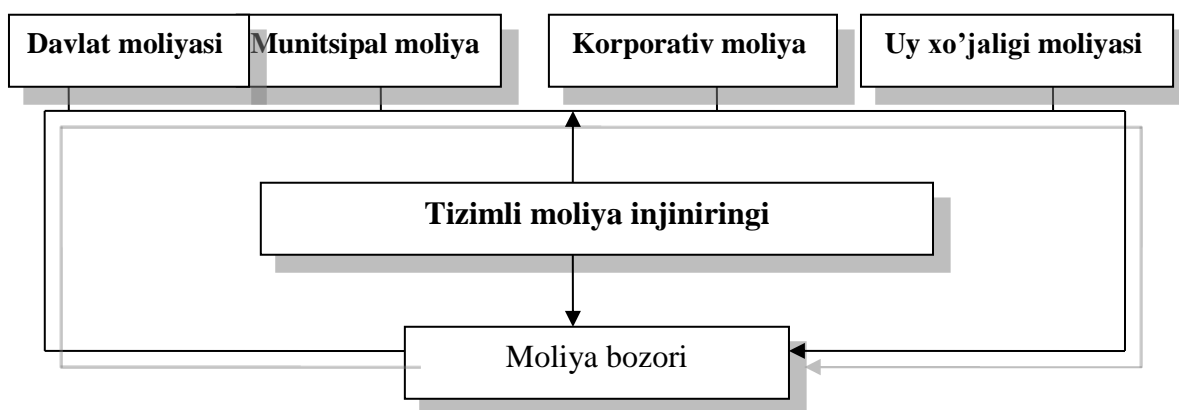 Davlat moliyasi Munitsipal moliya Korporativ moliya Uy xo’jaligi moliyasi
Tizimli moliya injiniringi
Moliya bozori